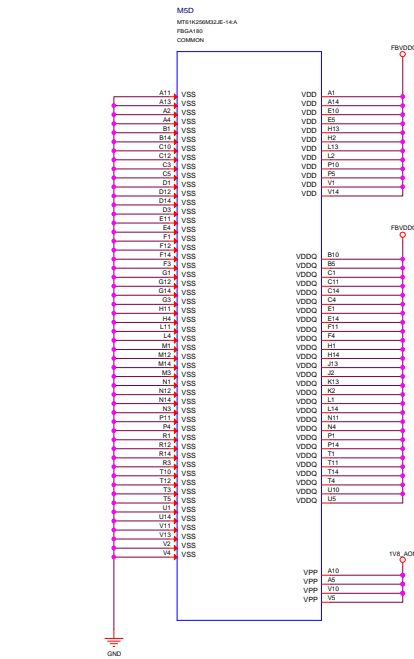 M5D
MT61K256M32JE-14:A
FBGA180
COMMON
A11 VSS
A13 VSS
A2 VSS
A4 VSS
B1 VSS
B14 VSS
C10 VSS
C12 VSS
C3 VSS
C5 VSS
D1 VSS
D12 VSS
D14 VSS
D3 VSS
E11 VSS
E4 VSS
F1 VSS
F12 VSS
F14 VSS
F3 VSS
G1 VSS
G12 VSS
G14 VSS
G3 VSS
H11 VSS
H4 VSS
L11 VSS
L4 VSS
M1 VSS
M12 VSS
M14 VSS
M3 VSS
N1 VSS
N12 VSS
N14 VSS
N3 VSS
P11 VSS
P4 VSS
R1 VSS
R12 VSS
R14 VSS
R3 VSS
T10 VSS
T12 VSS
T3 VSS
T5 VSS
U1 VSS
U14 VSS
V11 VSS
V13 VSS
V2 VSS
V4 VSS
GND
FBVDDQ
VDD A1
VDD A14
VDD E10
VDD E5
VDD H13
VDD H2
VDD L13
VDD L2
VDD P10
VDD P5
VDD V1
VDD V14
FBVDDQ
VDDQ B10
VDDQ B5
VDDQ C1
VDDQ C11
VDDQ C14
VDDQ C4
VDDQ E1
VDDQ E14
VDDQ F11
VDDQ F4
VDDQ H1
VDDQ H14
VDDQ J13
VDDQ J2
VDDQ K13
VDDQ K2
VDDQ L1
VDDQ L14
VDDQ N11
VDDQ N4
VDDQ P1
VDDQ P14
VDDQ T1
VDDQ T11
VDDQ T14
VDDQ T4
VDDQ U10
VDDQ U5
1V8_AON
VPP A10
VPP A5
VPP V10
VPP V5